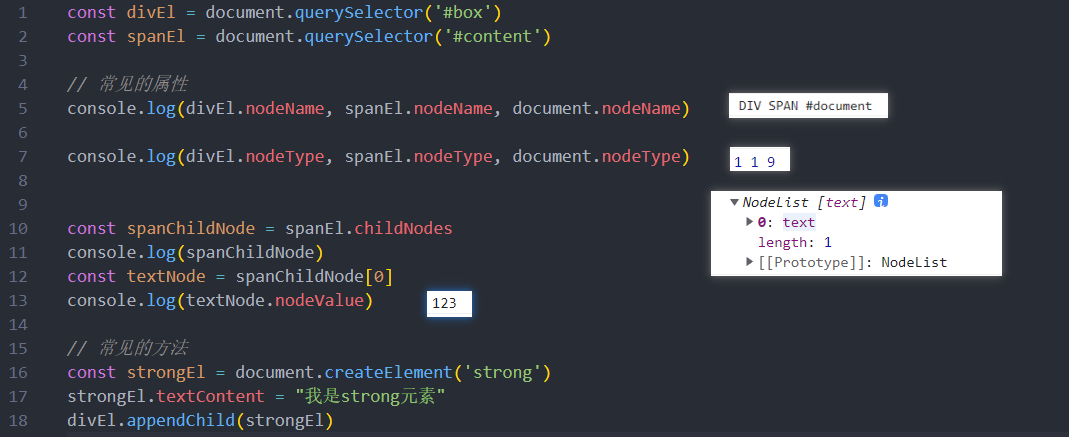 1 const divEl = document.querySelector('#box')
2 const spanEl = document.querySelector('#content')
3
4 // 常见的属性
5 console.log(divEl.nodeName, spanEl.nodeName, document.nodeName) DIV SPAN #document
6
7 console.log(divEl.nodeType, spanEl.nodeType, document.nodeType) 1 1 9
8
9
NodeList [text] i
0: text
length: 1
[[Prototype]]: NodeList
10 const spanChildNode = spanEl.childNodes
11 console.log(spanChildNode)
12 const textNode = spanChildNode[0]
13 console.log(textNode.nodeValue) 123
14
15 // 常见的方法
16 const strongEl = document.createElement('strong')
17 strongEl.textContent = "我是strong元素"
18 divEl.appendChild(strongEl)